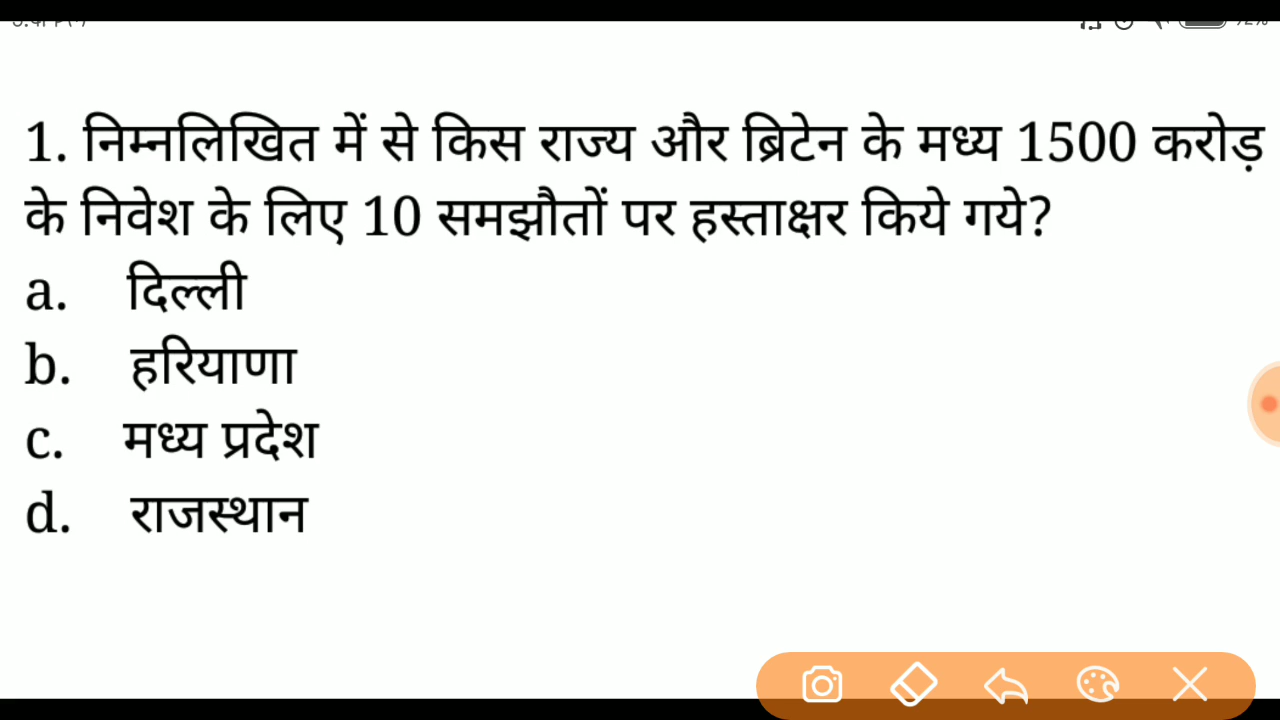 1. निम्नलिखित में से किस राज्य और ब्रिटेन के मध्य 1500 करोड़
के निवेश के लिए 10 समझौतों पर हस्ताक्षर किये गये?
a. दिल्ली
b. हरियाणा
c. मध्य प्रदेश
d. राजस्थान